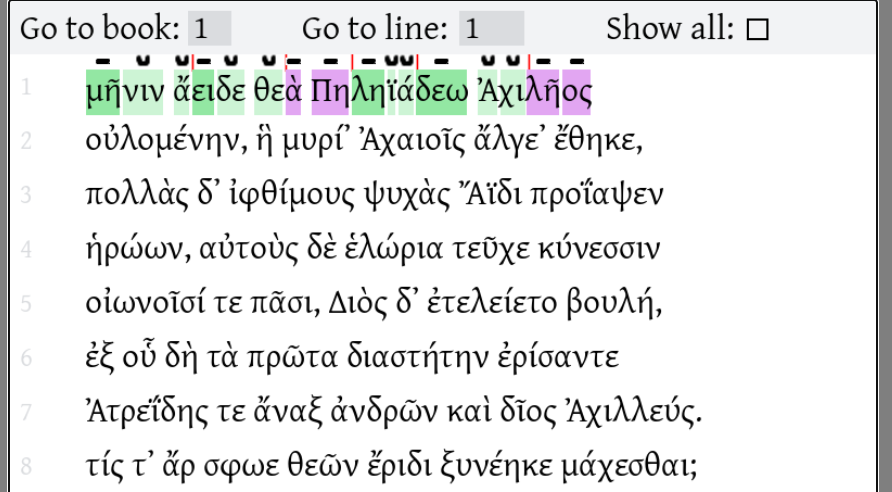 Go to book: 1 Go to line: 1 Show all:
1 μῆνιν ἄειδε θεὰ Πηληϊάδεω Ἀχιλῆος
2 οὐλομένην, ἣ μυρί’ Ἀχαιοῖς ἄλγε’ ἔθηκε,
3 πολλὰς δ’ ἰφθίμους ψυχὰς Ἄϊδι προΐαψεν
4 ἡρώων, αὐτοὺς δὲ ἑλώρια τεῦχε κύνεσσιν
5 οἰωνοῖσί τε πᾶσι, Διὸς δ’ ἐτελείετο βουλή,
6 ἐξ οὗ δὴ τὰ πρῶτα διαστήτην ἐρίσαντε
7 Ἀτρεΐδης τε ἄναξ ἀνδρῶν καὶ δῖος Ἀχιλλεύς.
8 τίς τ’ ἄρ σφωε θεῶν ἔριδι ξυνέηκε μάχεσθαι;